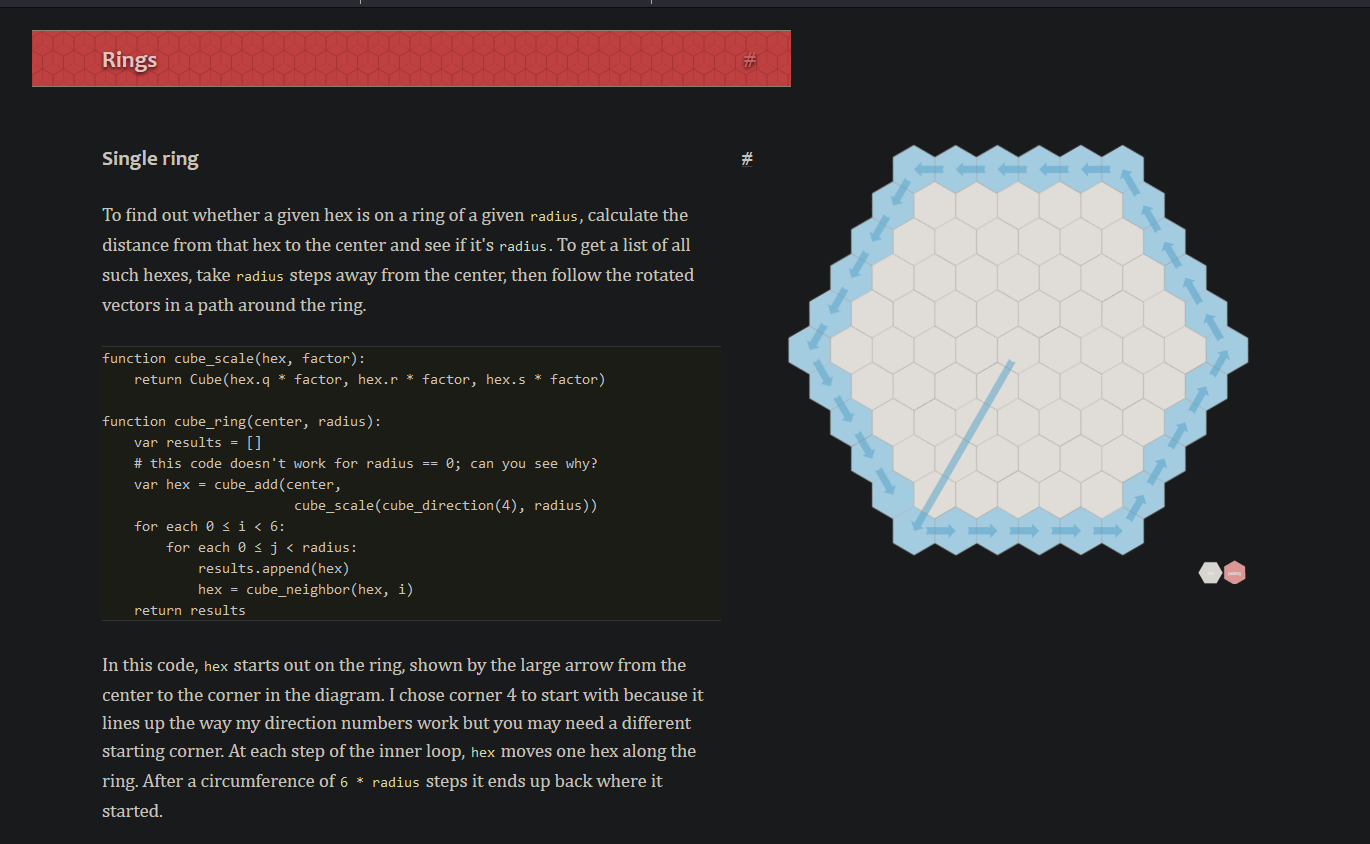 Rings #
Single ring #
To find out whether a given hex is on a ring of a given radius, calculate the
distance from that hex to the center and see if it's radius. To get a list of all
such hexes, take radius steps away from the center, then follow the rotated
vectors in a path around the ring.
function cube_scale(hex, factor):
    return Cube(hex.q * factor, hex.r * factor, hex.s * factor)
function cube_ring(center, radius):
    var results = []
    # this code doesn't work for radius == 0; can you see why?
    var hex = cube_add(center,
                        cube_scale(cube_direction(4), radius))
    for each 0 ≤ i < 6:
        for each 0 ≤ j < radius:
            results.append(hex)
            hex = cube_neighbor(hex, i)
    return results
In this code, hex starts out on the ring, shown by the large arrow from the
center to the corner in the diagram. I chose corner 4 to start with because it
lines up the way my direction numbers work but you may need a different
starting corner. At each step of the inner loop, hex moves one hex along the
ring. After a circumference of 6 * radius steps it ends up back where it
started.